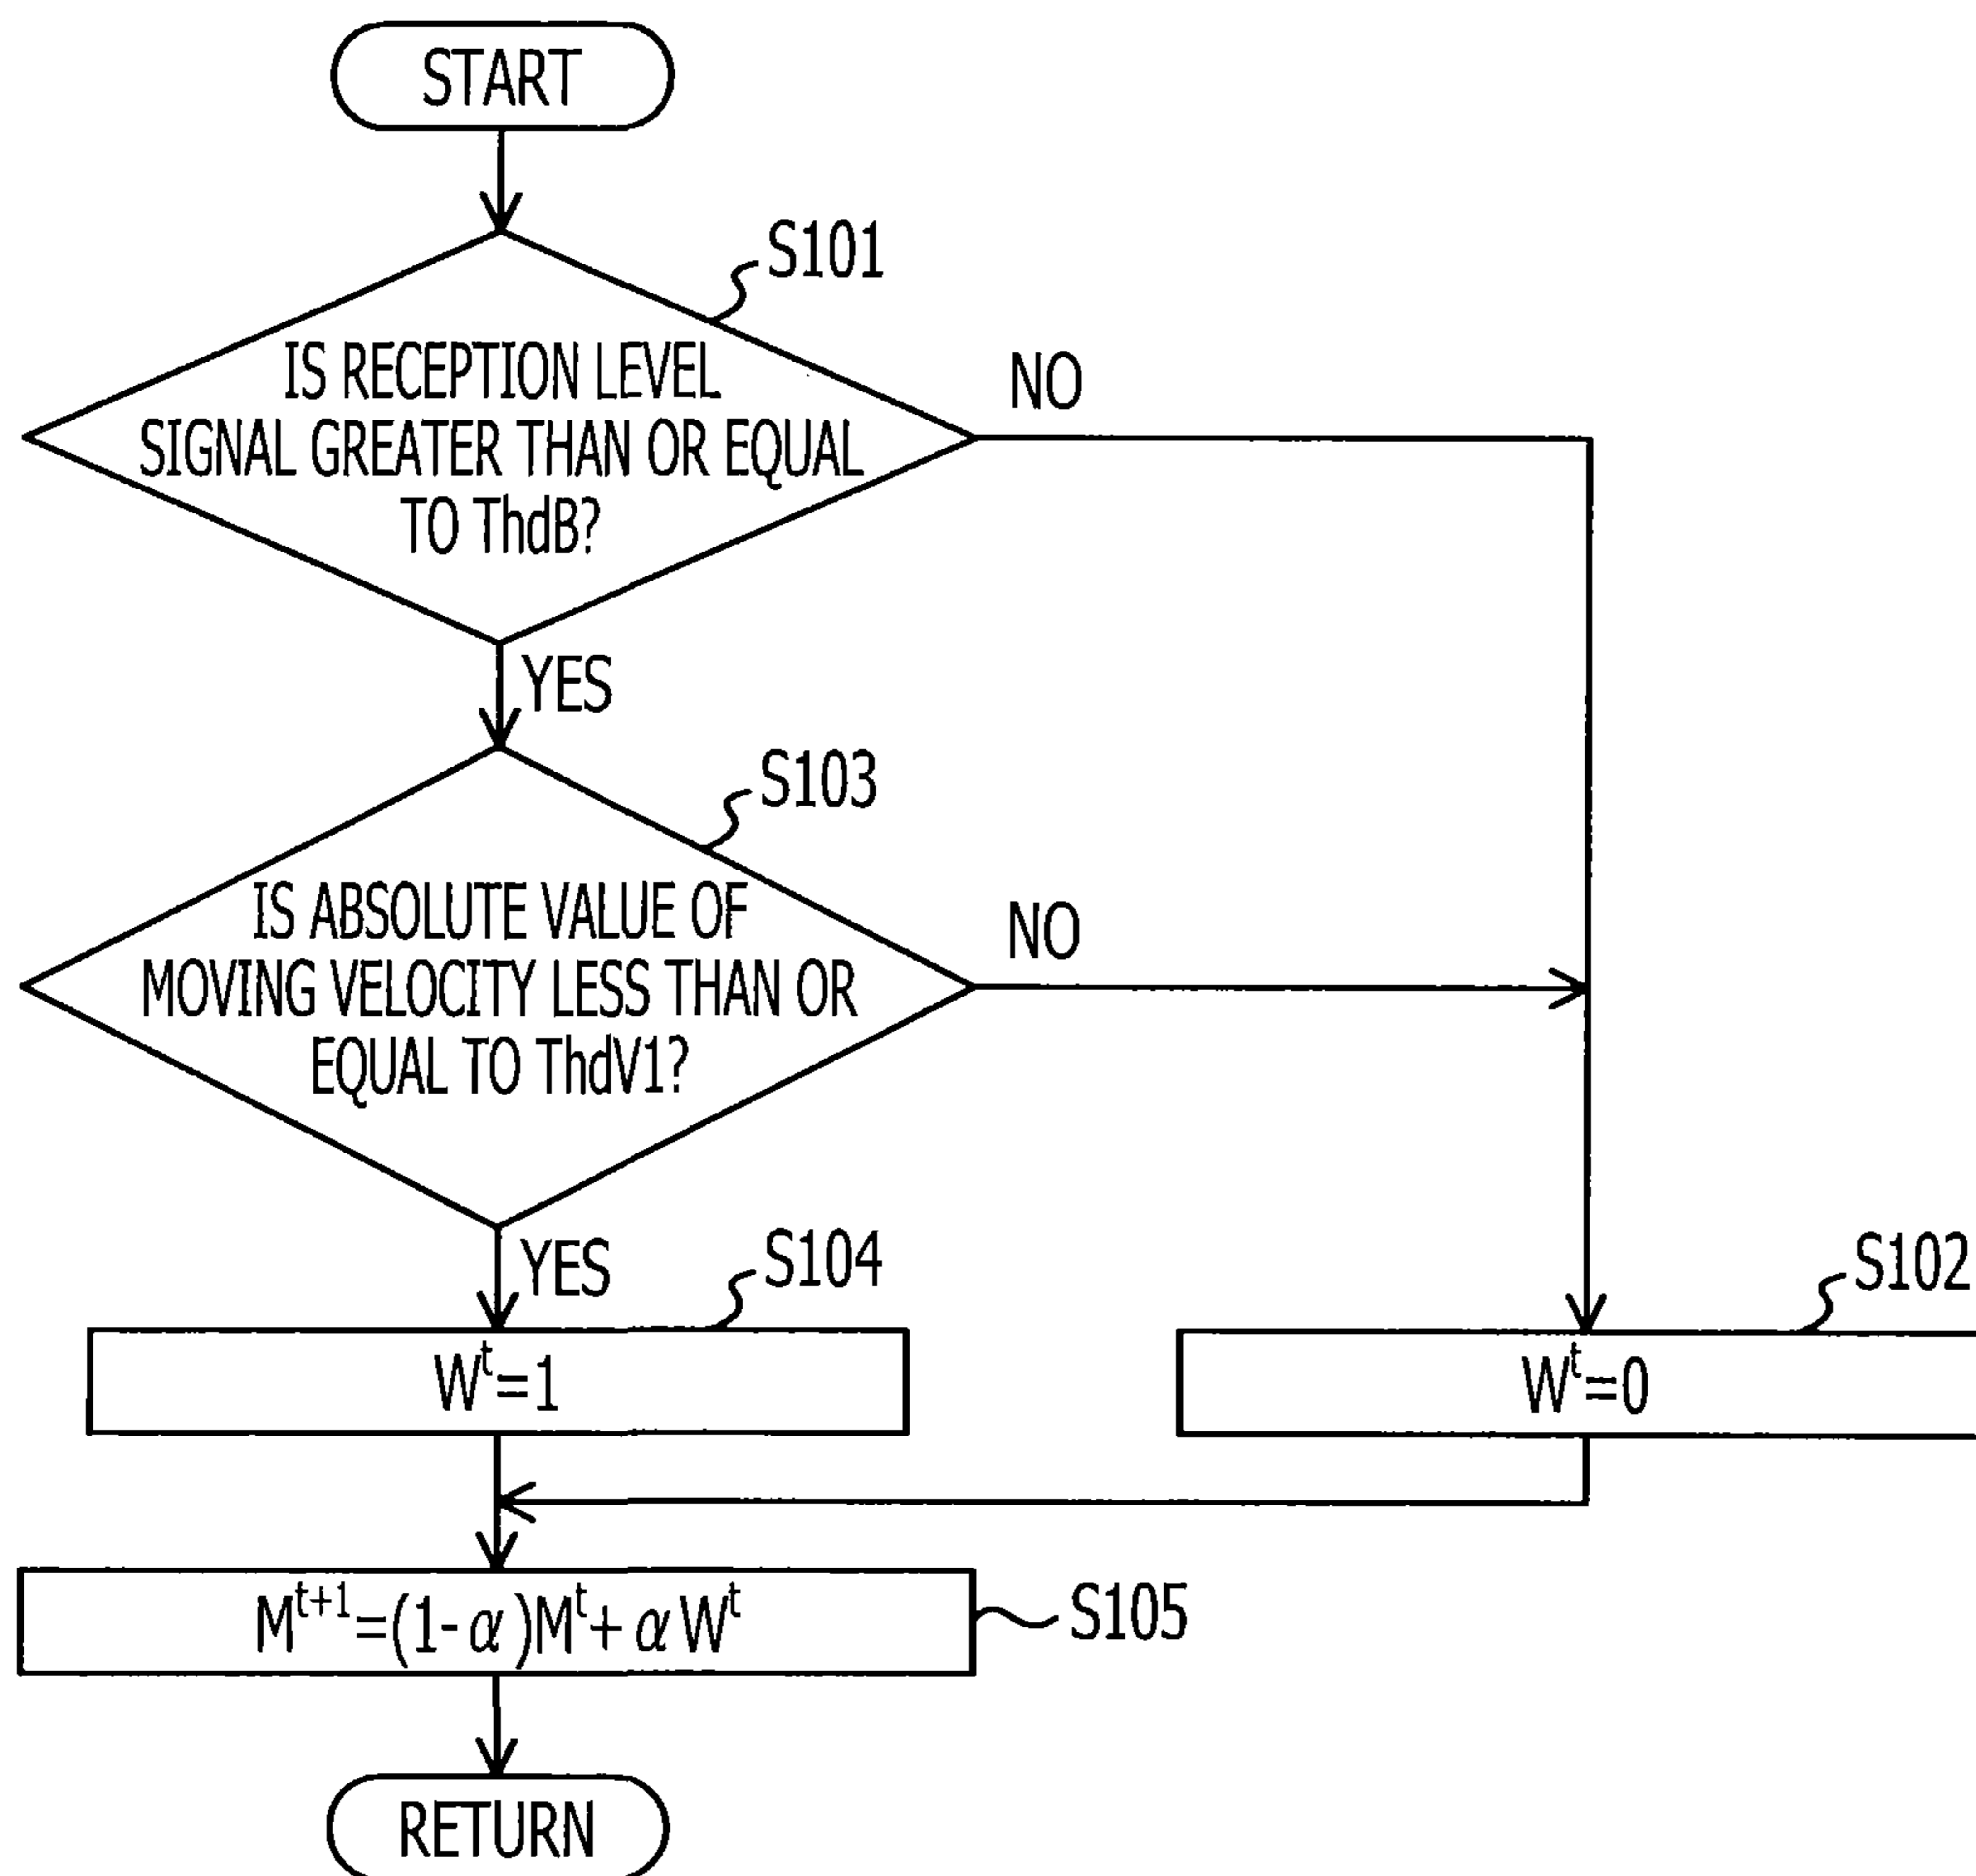 START
S101
IS RECEPTION LEVEL
SIGNAL GREATER THAN OR EQUAL
TO ThdB?
NO
YES
S103
IS ABSOLUTE VALUE OF
MOVING VELOCITY LESS THAN OR
EQUAL TO ThdV1?
NO
YES
S104
S102
W^t=1
W^t=0
M^{t+1}=(1-α)M^t+αW^t
S105
RETURN